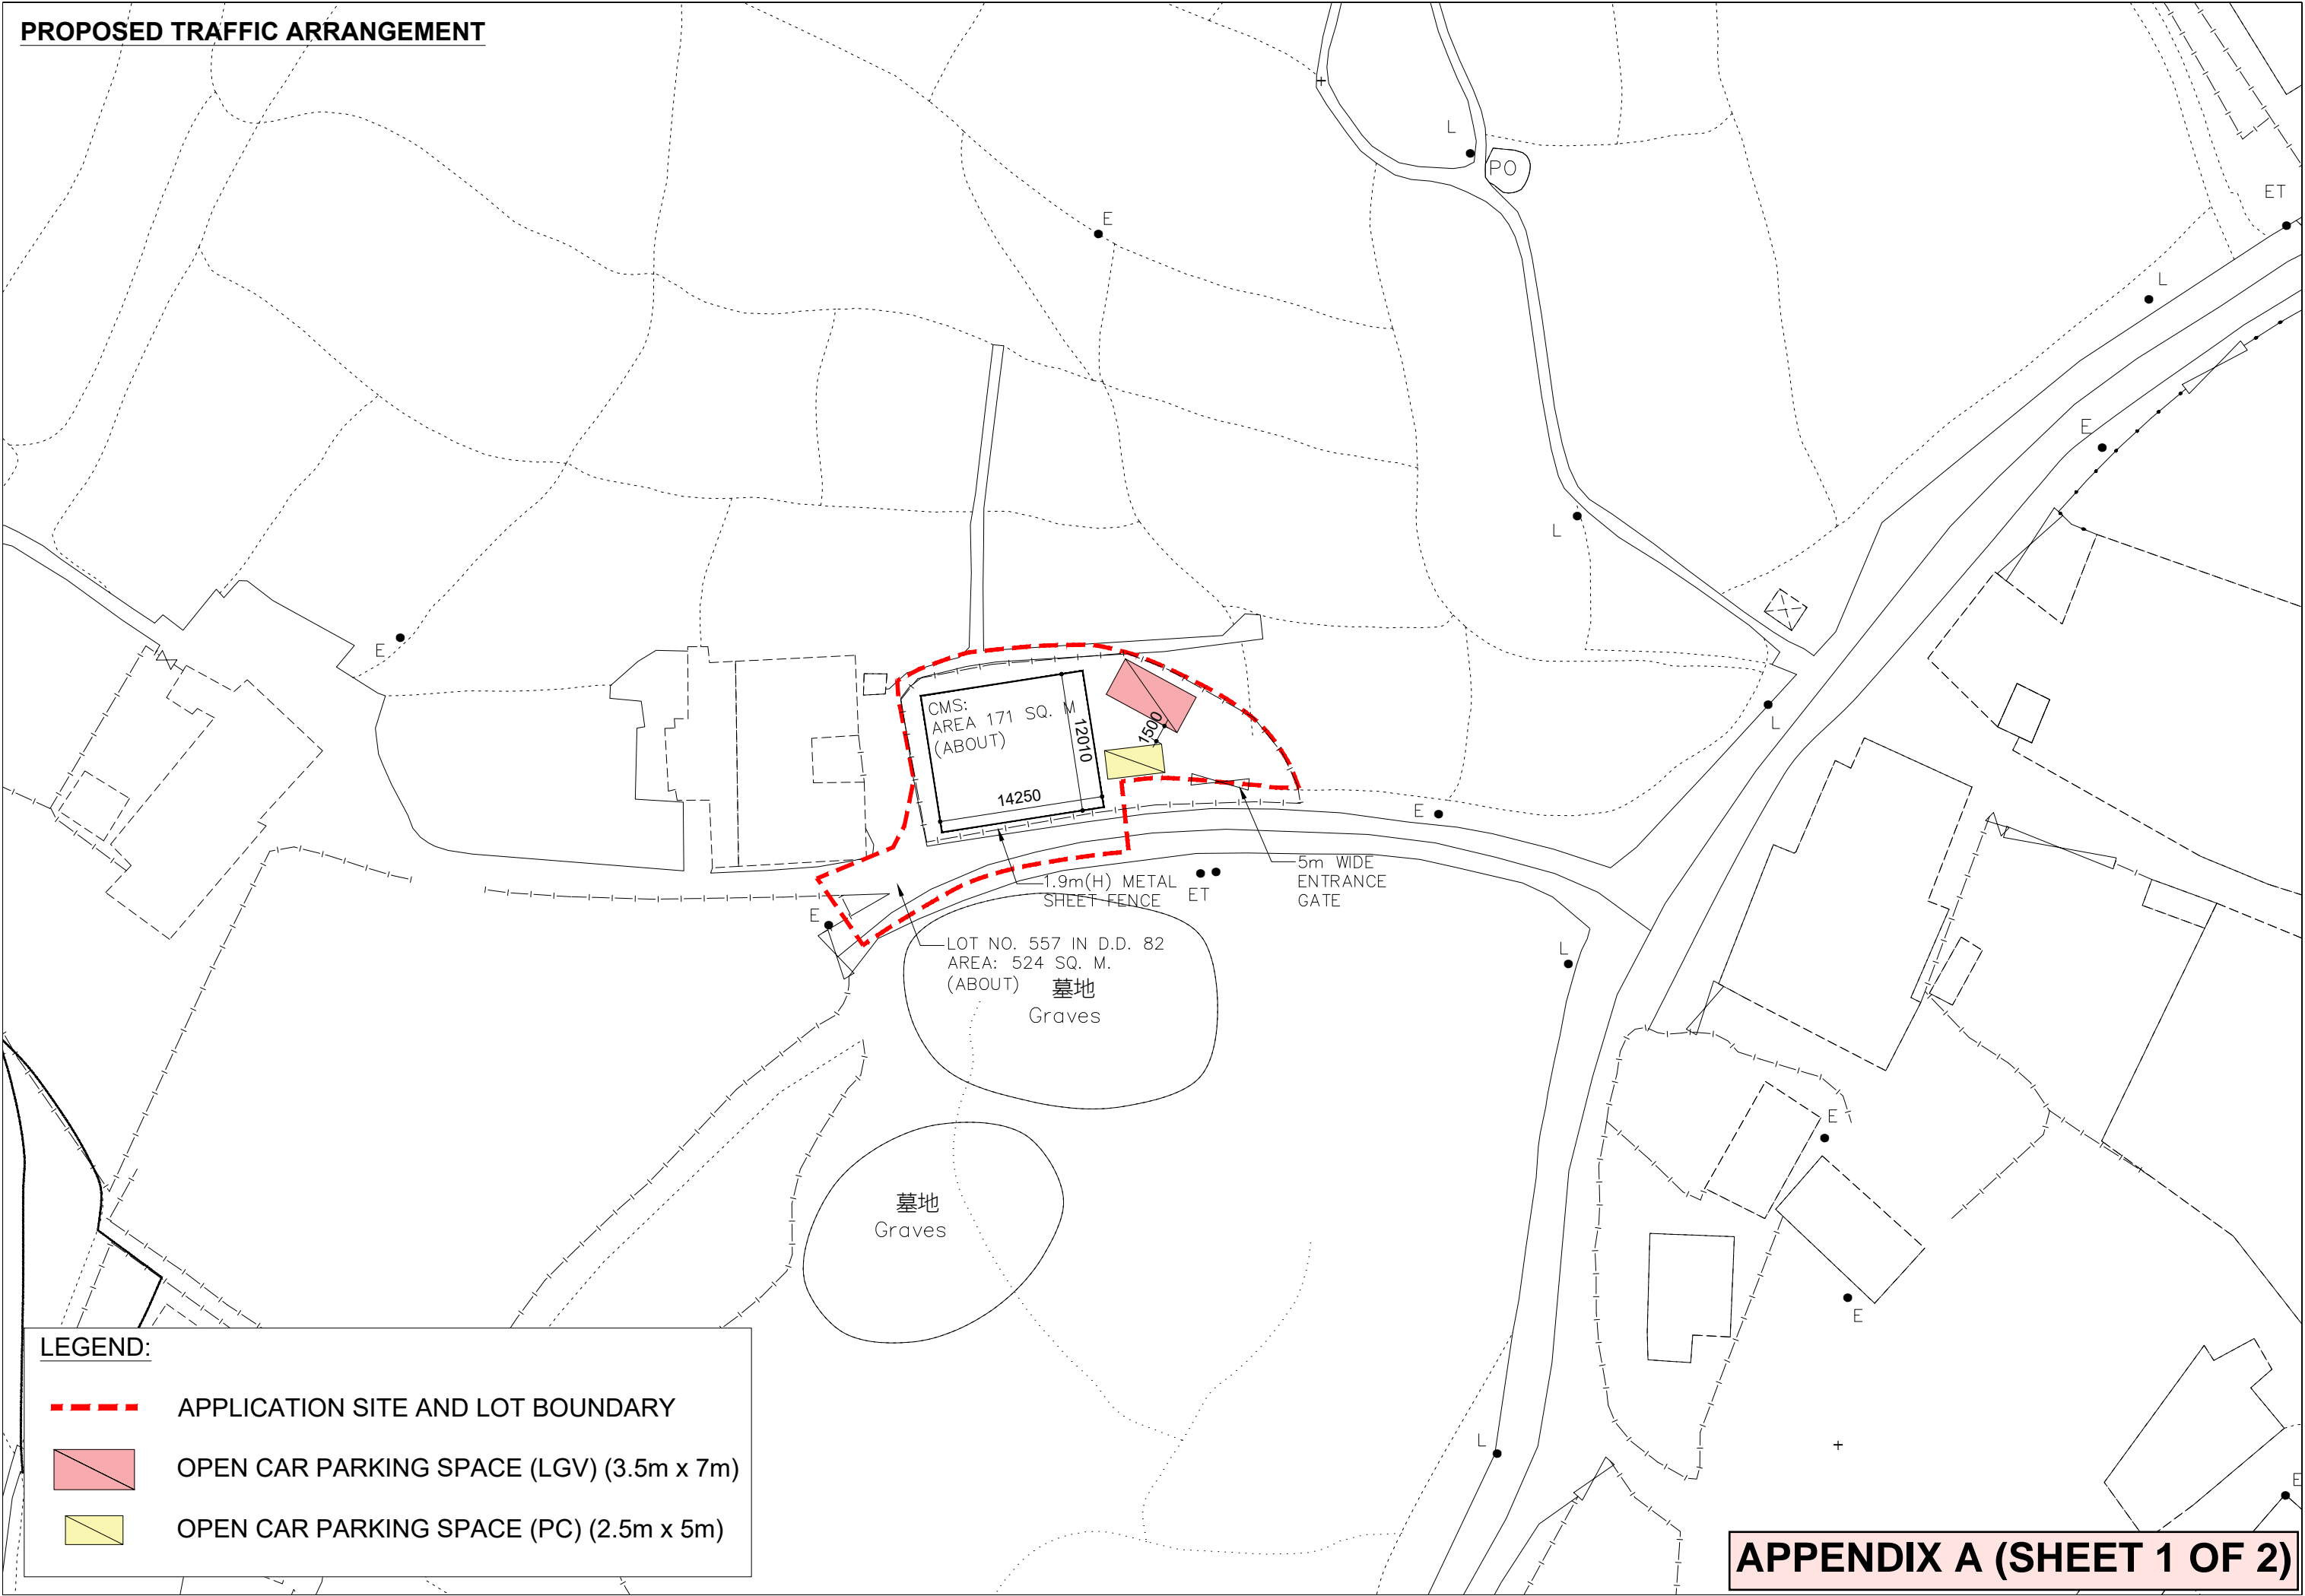 PROPOSED TRAFFIC ARRANGEMENT
L
PO
ET
E
L
E
L
E
CMS:
AREA 171 SQ. M
(ABOUT)
12010
1500
14250
L
E
5m WIDE
ENTRANCE
GATE
1.9m(H) METAL
SHEET FENCE
ET
E
LOT NO. 557 IN D.D. 82
AREA: 524 SQ. M.
(ABOUT)
墓地
Graves
L
E
墓地
Graves
E
L
E
LEGEND:
APPLICATION SITE AND LOT BOUNDARY
OPEN CAR PARKING SPACE (LGV) (3.5m x 7m)
OPEN CAR PARKING SPACE (PC) (2.5m x 5m)
APPENDIX A (SHEET 1 OF 2)